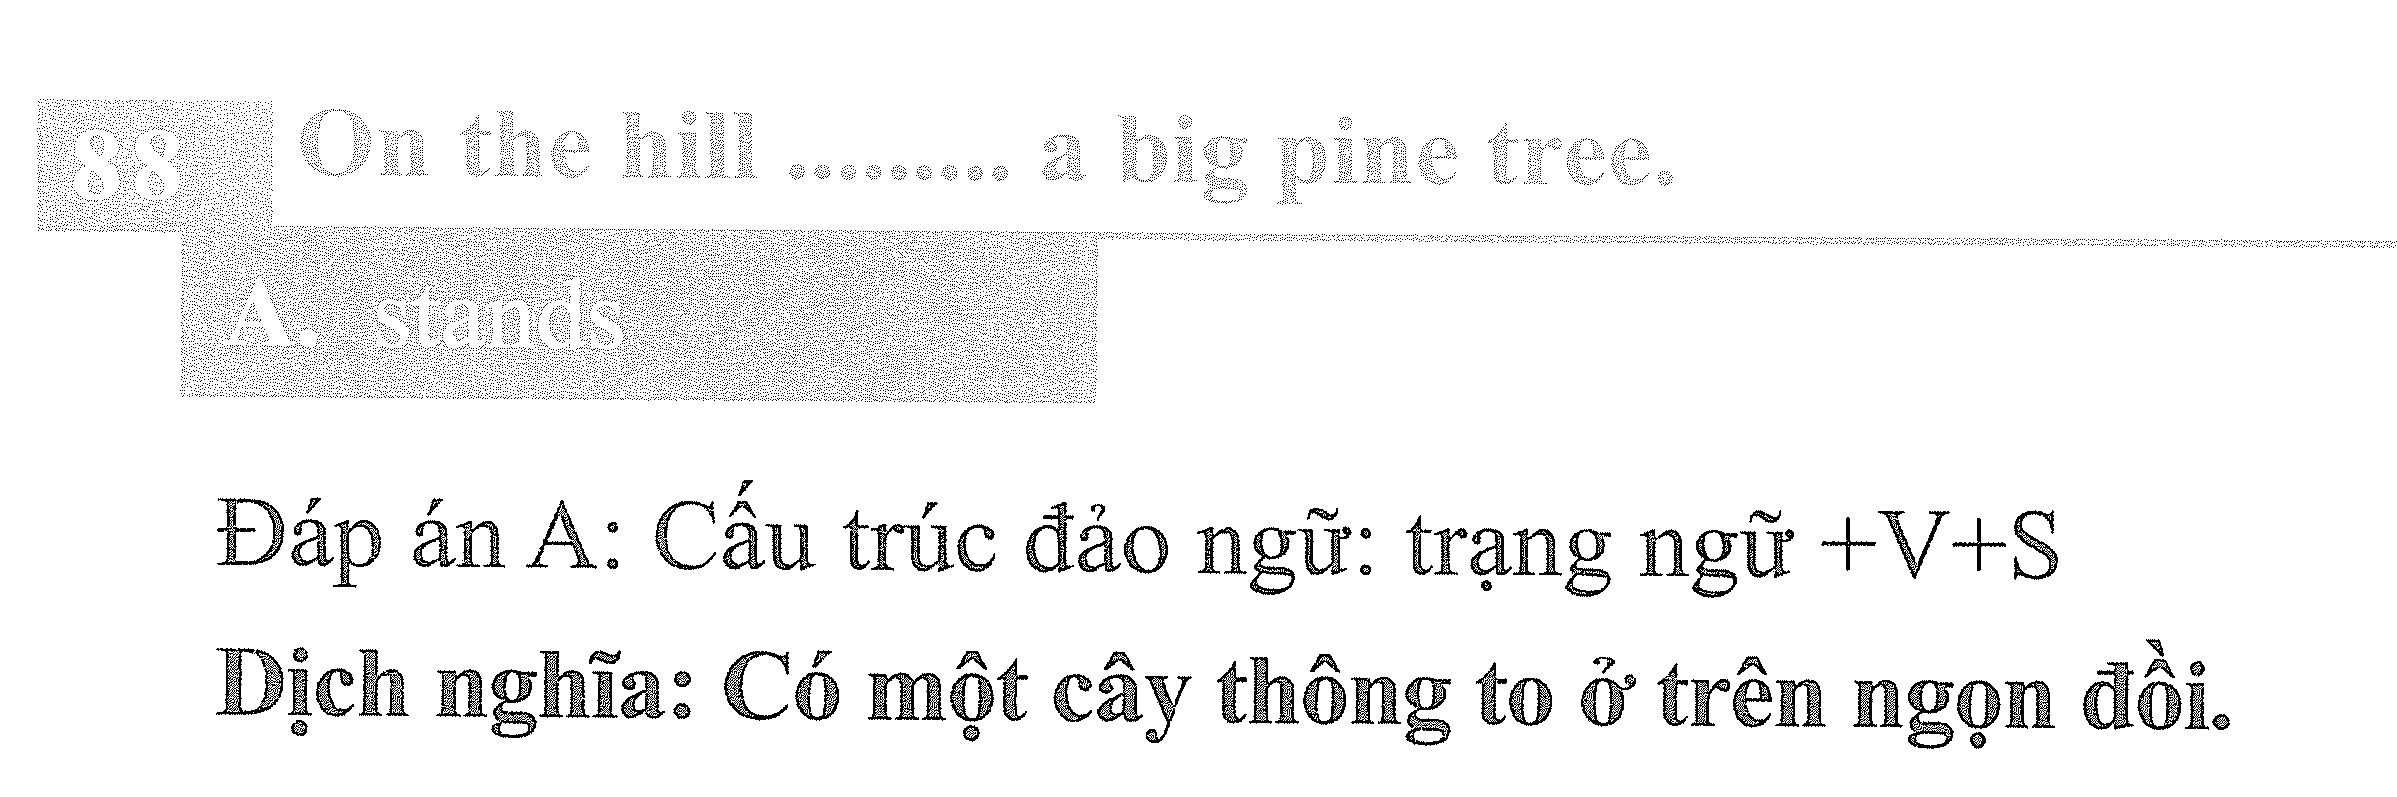 88 On the hill ......... a big pine tree.
A. stands
Đáp án A: Cấu trúc đảo ngữ: trạng ngữ +V+S
Dịch nghĩa: Có một cây thông to ở trên ngọn đồi.